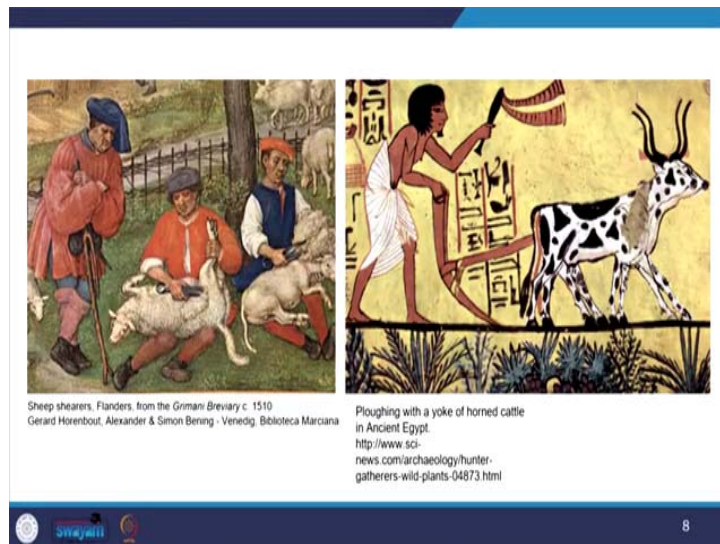 Sheep shearers, Flanders, from the Grimani Breviary c. 1510
Gerard Horenbout, Alexander & Simon Bening - Venedig, Biblioteca Marciana
Ploughing with a yoke of horned cattle
in Ancient Egypt.
http://www.sci-
news.com/archaeology/hunter-
gatherers-wild-plants-04873.html
swayam
8